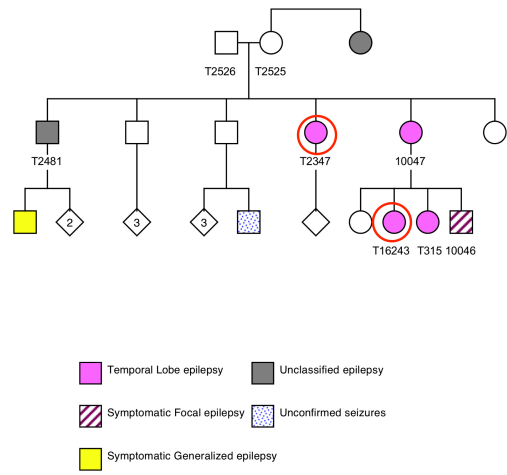 T2526 T2525
T2481 T2347 10047
2 3 3
T16243 T315 10046
Temporal Lobe epilepsy Unclassified epilepsy
Symptomatic Focal epilepsy Unconfirmed seizures
Symptomatic Generalized epilepsy